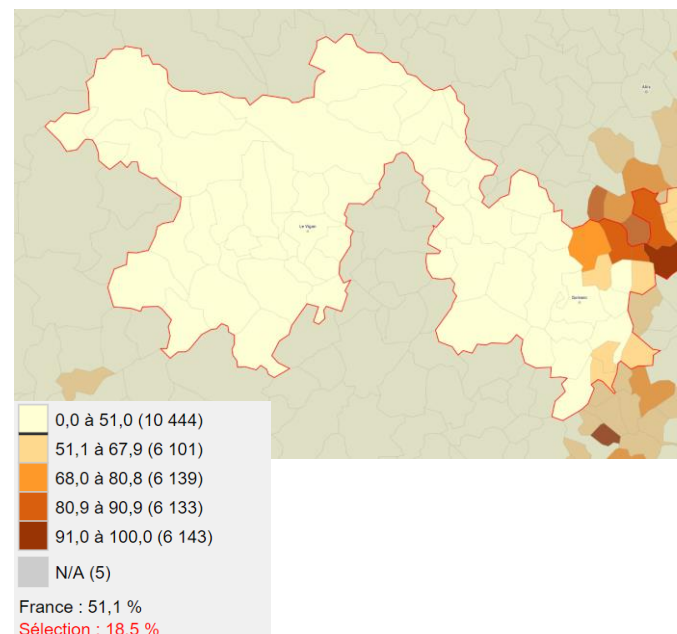 Alès
Le Vigan
Sommières
0,0 à 51,0 (10 444)
51,1 à 67,9 (6 101)
68,0 à 80,8 (6 139)
80,9 à 90,9 (6 133)
91,0 à 100,0 (6 143)
N/A (5)
France : 51,1 %
Sélection : 18,5 %